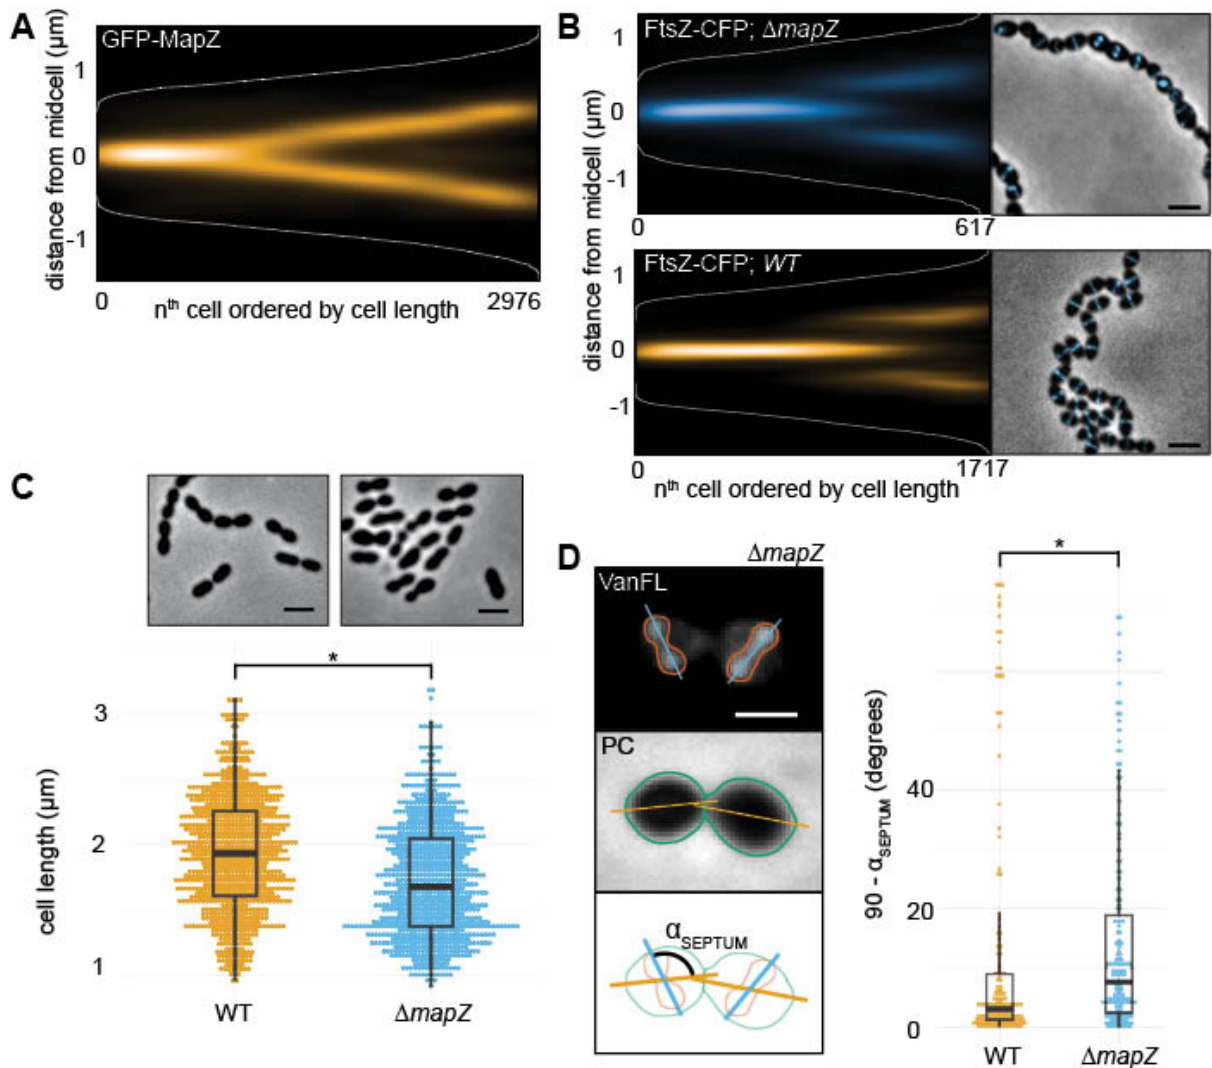 A
GFP-MapZ
distance from midcell (µm)
1
0
-1
0
2976
nth cell ordered by cell length
B
FtsZ-CFP; ΔmapZ
distance from midcell (µm)
1
0
-1
0
617
FtsZ-CFP; WT
1
0
-1
0
1717
nth cell ordered by cell length
C
*
cell length (µm)
3
2
1
WT
ΔmapZ
D
ΔmapZ
VanFL
PC
αSEPTUM
*
90 - αSEPTUM (degrees)
40
20
0
WT
ΔmapZ